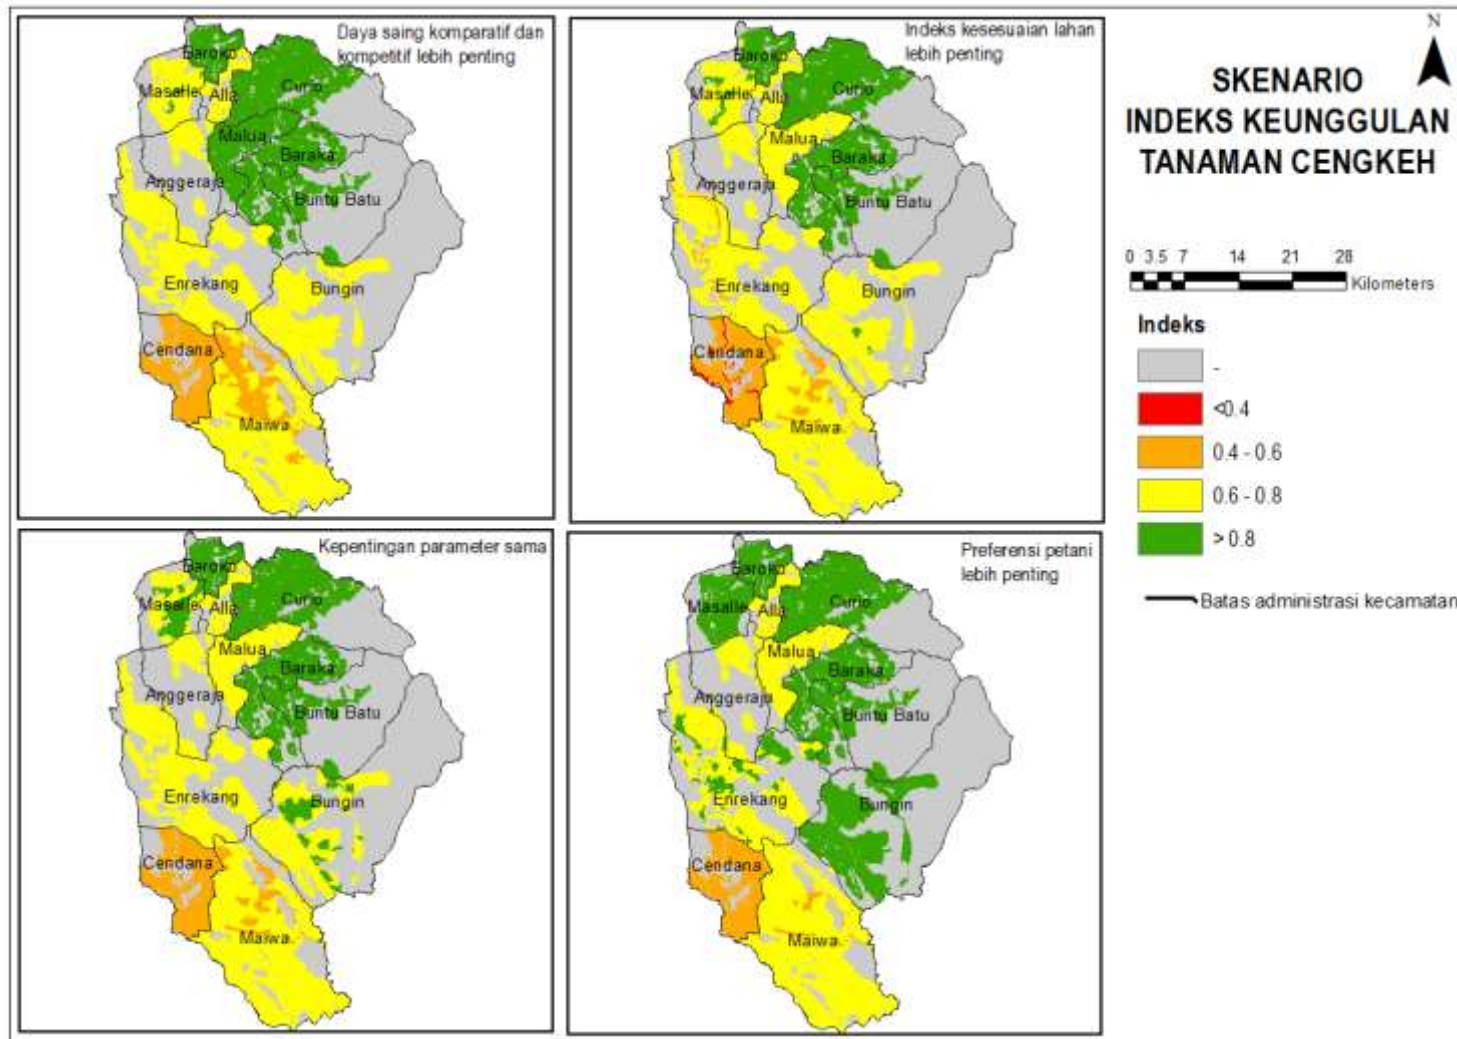 Daya saing komparatif dan
kompetitif lebih penting
Baroko
Curio
Masalle
Alla
Malua
Baraka
Anggeraja
Buntu Batu
Enrekang
Bungin
Cendana
Maiwa
Indeks kesesuaian lahan
lebih penting
Baroko
Curio
Masalle
Alla
Malua
Baraka
Anggeraja
Buntu Batu
Enrekang
Bungin
Cendana
Maiwa
N
SKENARIO
INDEKS KEUNGGULAN
TANAMAN CENGKEH
0 3.5 7 14 21 28
Kilometers
Indeks
-
<0.4
0.4 - 0.6
0.6 - 0.8
> 0.8
Batas administrasi kecamatan
Kepentingan parameter sama
Baroko
Curio
Masalle
Alla
Malua
Baraka
Anggeraja
Buntu Batu
Enrekang
Bungin
Cendana
Maiwa
Preferensi petani
lebih penting
Baroko
Curio
Masalle
Alla
Malua
Baraka
Anggeraja
Buntu Batu
Enrekang
Bungin
Cendana
Maiwa